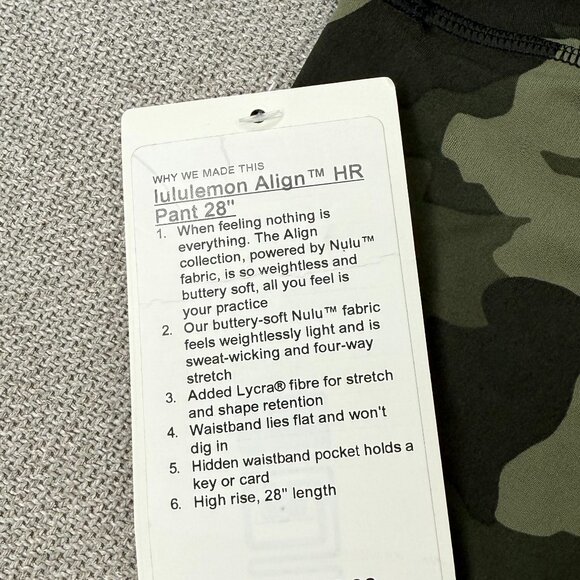 WHY WE MADE THIS
lululemon Align™ HR
Pant 28"
1. When feeling nothing is
everything. The Align
collection, powered by Nulu™
fabric, is so weightless and
buttery soft, all you feel is
your practice
2. Our buttery-soft Nulu™ fabric
feels weightlessly light and is
sweat-wicking and four-way
stretch
3. Added Lycra® fibre for stretch
and shape retention
4. Waistband lies flat and won't
dig in
5. Hidden waistband pocket holds a
key or card
6. High rise, 28" length